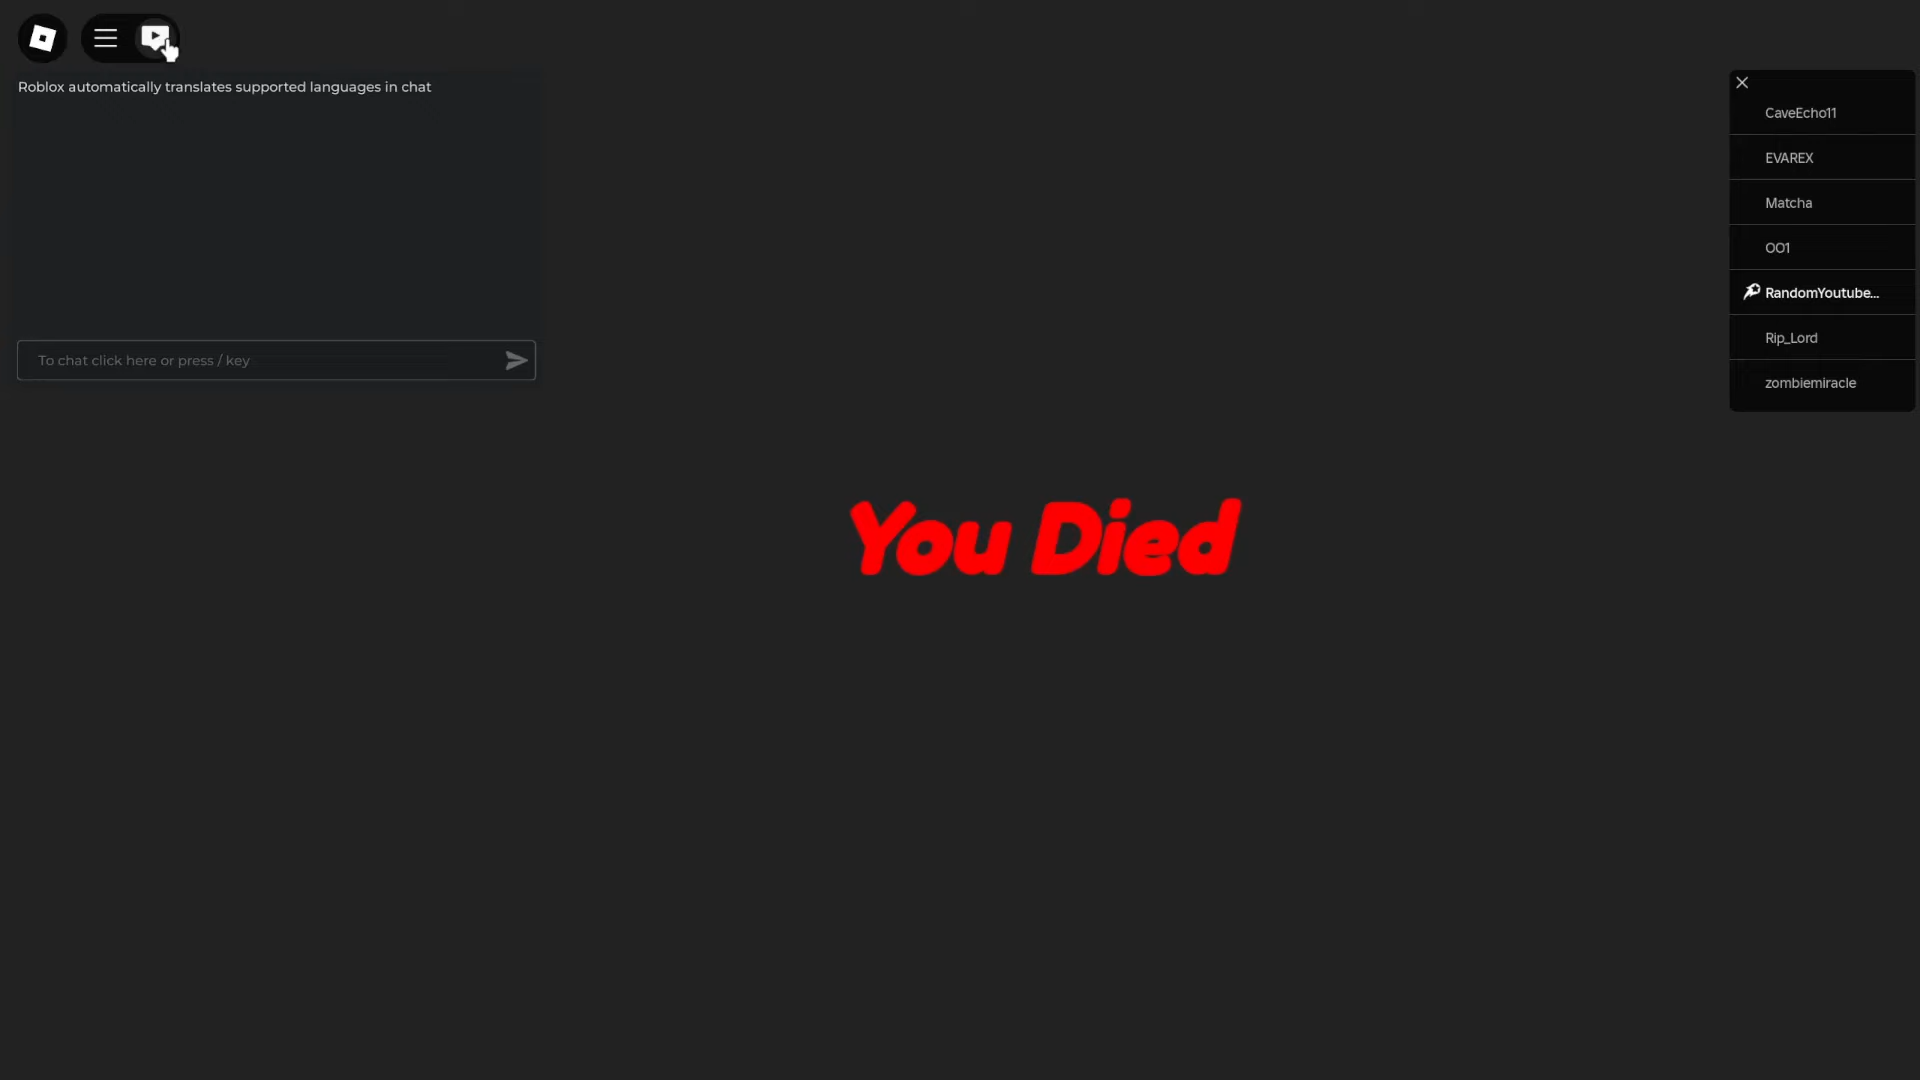 Roblox automatically translates supported languages in chat
To chat click here or press / key
CaveEcho11
EVAREX
Matcha
OO1
RandomYoutube...
Rip_Lord
zombiemiracle
You Died